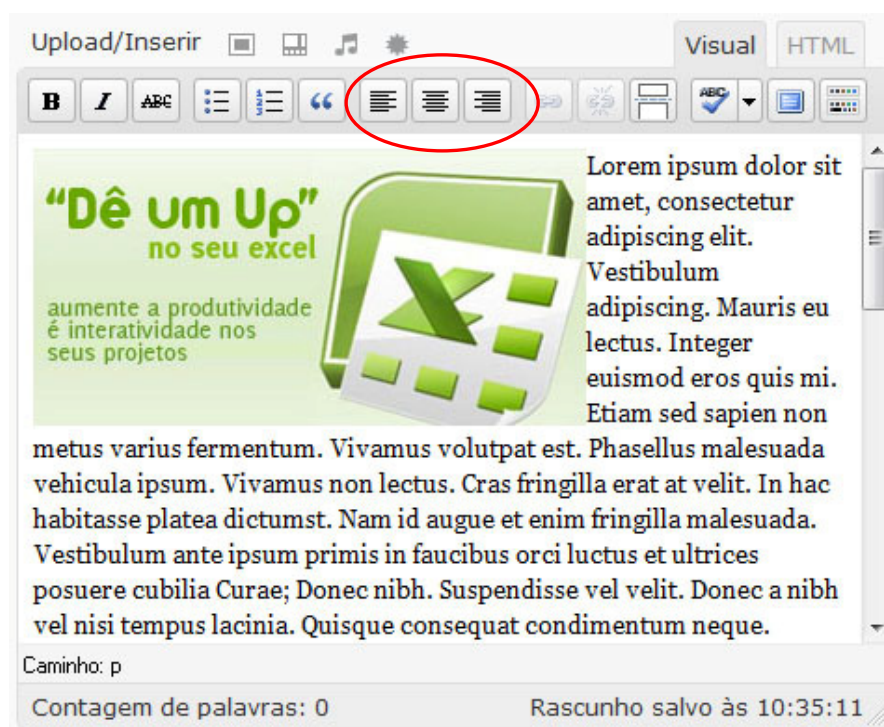 Upload/Inserir
Visual
HTML
B
I
ABC
ABC
“Dê um Up”
no seu excel
aumente a produtividade
é interatividade nos
seus projetos
Lorem ipsum dolor sit
amet, consectetur
adipiscing elit.
Vestibulum
adipiscing. Mauris eu
lectus. Integer
euismod eros quis mi.
Etiam sed sapien non
metus varius fermentum. Vivamus volutpat est. Phasellus malesuada
vehicula ipsum. Vivamus non lectus. Cras fringilla erat at velit. In hac
habitasse platea dictumst. Nam id augue et enim fringilla malesuada.
Vestibulum ante ipsum primis in faucibus orci luctus et ultrices
posuere cubilia Curae; Donec nibh. Suspendisse vel velit. Donec a nibh
vel nisi tempus lacinia. Quisque consequat condimentum neque.
Caminho: p
Contagem de palavras: 0
Rascunho salvo às 10:35:11